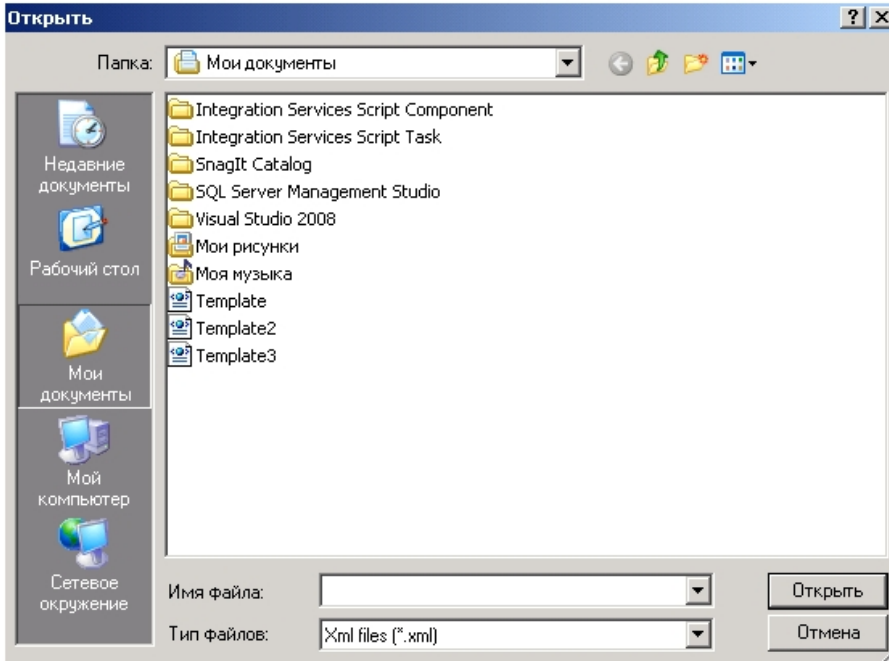 Открыть
Папка: Мои документы
Недавние
документы
Рабочий стол
Мои
документы
Мой
компьютер
Сетевое
окружение
Integration Services Script Component
Integration Services Script Task
SnagIt Catalog
SQL Server Management Studio
Visual Studio 2008
Мои рисунки
Моя музыка
Template
Template2
Template3
Имя файла:
Открыть
Тип файлов: Xml files (*.xml)
Отмена